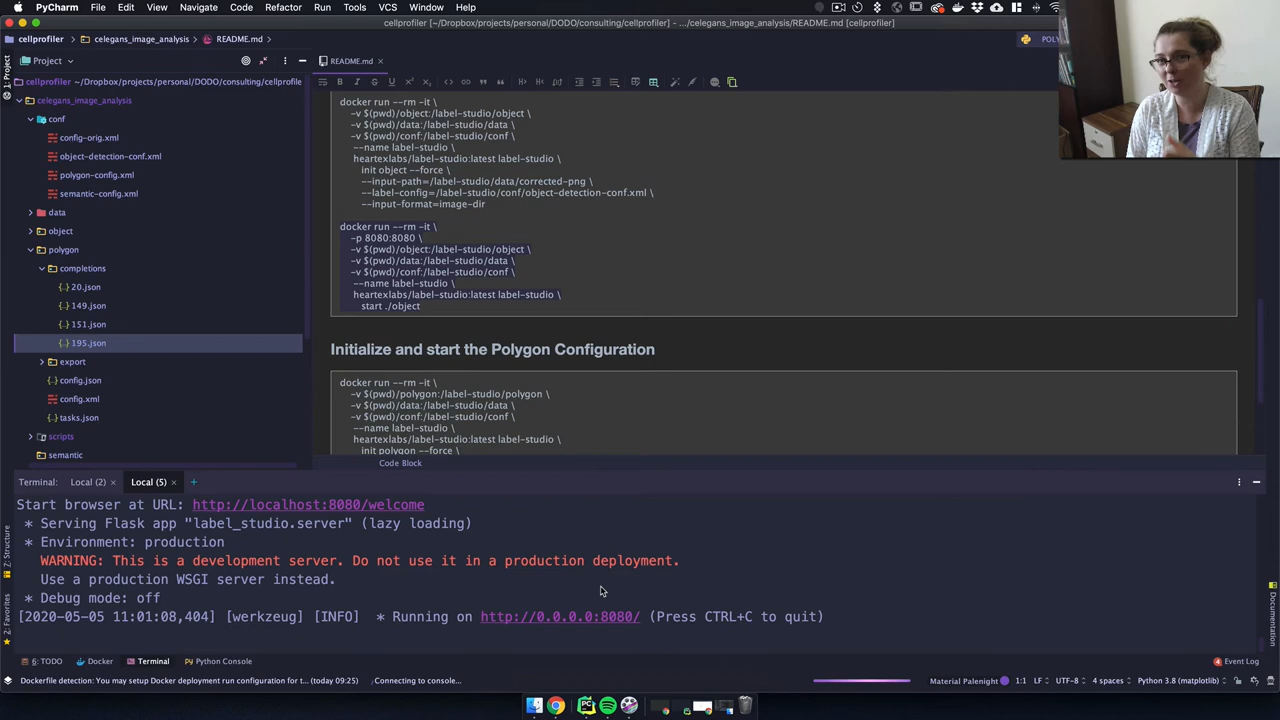 PyCharm File Edit View Navigate Code Refactor Run Tools VCS Window Help
cellprofiler [~/Dropbox/projects/personal/DODO/consulting/cellprofiler] - .../celegans_image_analysis/README.md [cellprofiler]
cellprofiler celegans_image_analysis README.md POLY
Project README.md
1: Project
cellprofiler ~/Dropbox/projects/personal/DODO/consulting/cellprofile
celegans_image_analysis
conf
config-orig.xml
object-detection-conf.xml
polygon-config.xml
semantic-config.xml
data
object
polygon
completions
20.json
149.json
151.json
195.json
export
config.json
config.xml
tasks.json
scripts
semantic
docker run --rm -it \
-v $(pwd)/object:/label-studio/object \
-v $(pwd)/data:/label-studio/data \
-v $(pwd)/conf:/label-studio/conf \
--name label-studio \
heartexlabs/label-studio:latest label-studio \
init object --force \
--input-path=/label-studio/data/corrected-png \
--label-config=/label-studio/conf/object-detection-conf.xml \
--input-format=image-dir
docker run --rm -it \
-p 8080:8080 \
-v $(pwd)/object:/label-studio/object \
-v $(pwd)/data:/label-studio/data \
-v $(pwd)/conf:/label-studio/conf \
--name label-studio \
heartexlabs/label-studio:latest label-studio \
start ./object
Initialize and start the Polygon Configuration
docker run --rm -it \
-v $(pwd)/polygon:/label-studio/polygon \
-v $(pwd)/data:/label-studio/data \
-v $(pwd)/conf:/label-studio/conf \
--name label-studio \
heartexlabs/label-studio:latest label-studio \
init polygon --force \
Code Block
Terminal: Local (2) × Local (5) × +
Start browser at URL: http://localhost:8080/welcome
* Serving Flask app "label_studio.server" (lazy loading)
* Environment: production
WARNING: This is a development server. Do not use it in a production deployment.
Use a production WSGI server instead.
* Debug mode: off
[2020-05-05 11:01:08,404] [werkzeug] [INFO] * Running on http://0.0.0.0:8080/ (Press CTRL+C to quit)
7: Structure
2: Favorites
Documentation
6: TODO Docker Terminal Python Console 4 Event Log
Dockerfile detection: You may setup Docker deployment run configuration for t... (today 09:25) Connecting to console... Material Palenight 1:1 LF UTF-8 4 spaces Python 3.8 (matplotlib)
PC